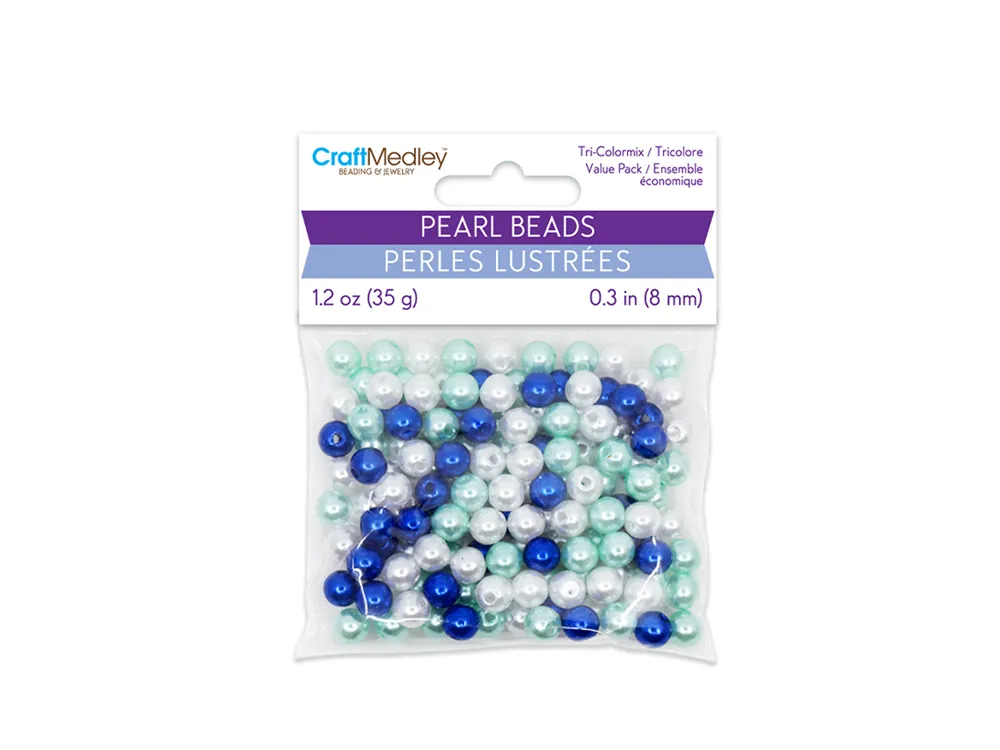 CraftMedley™
BEADING & JEWELRY
Tri-Colormix / Tricolore
Value Pack / Ensemble
économique
PEARL BEADS
PERLES LUSTRÉES
1.2 oz (35 g)
0.3 in (8 mm)